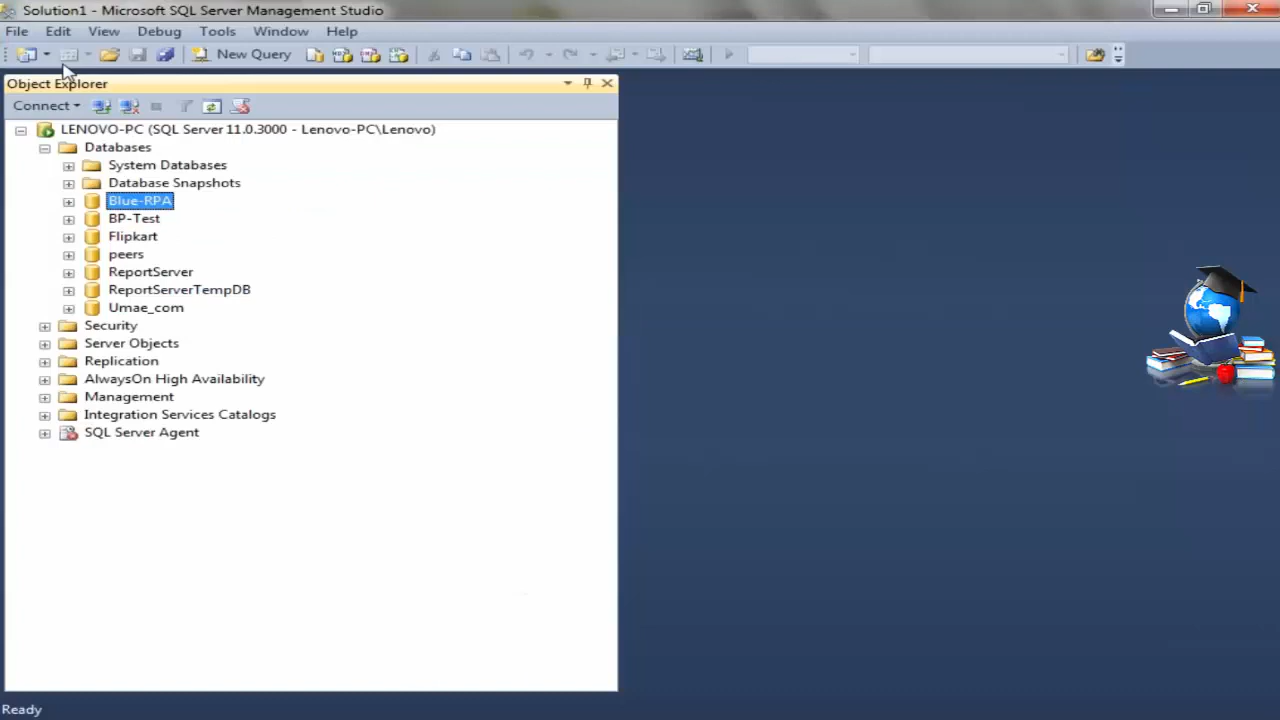 Solution1 - Microsoft SQL Server Management Studio
File Edit View Debug Tools Window Help
New Query
Object Explorer
Connect
LENOVO-PC (SQL Server 11.0.3000 - Lenovo-PC\Lenovo)
Databases
System Databases
Database Snapshots
Blue-RPA
BP-Test
Flipkart
peers
ReportServer
ReportServerTempDB
Umae_com
Security
Server Objects
Replication
AlwaysOn High Availability
Management
Integration Services Catalogs
SQL Server Agent
Ready